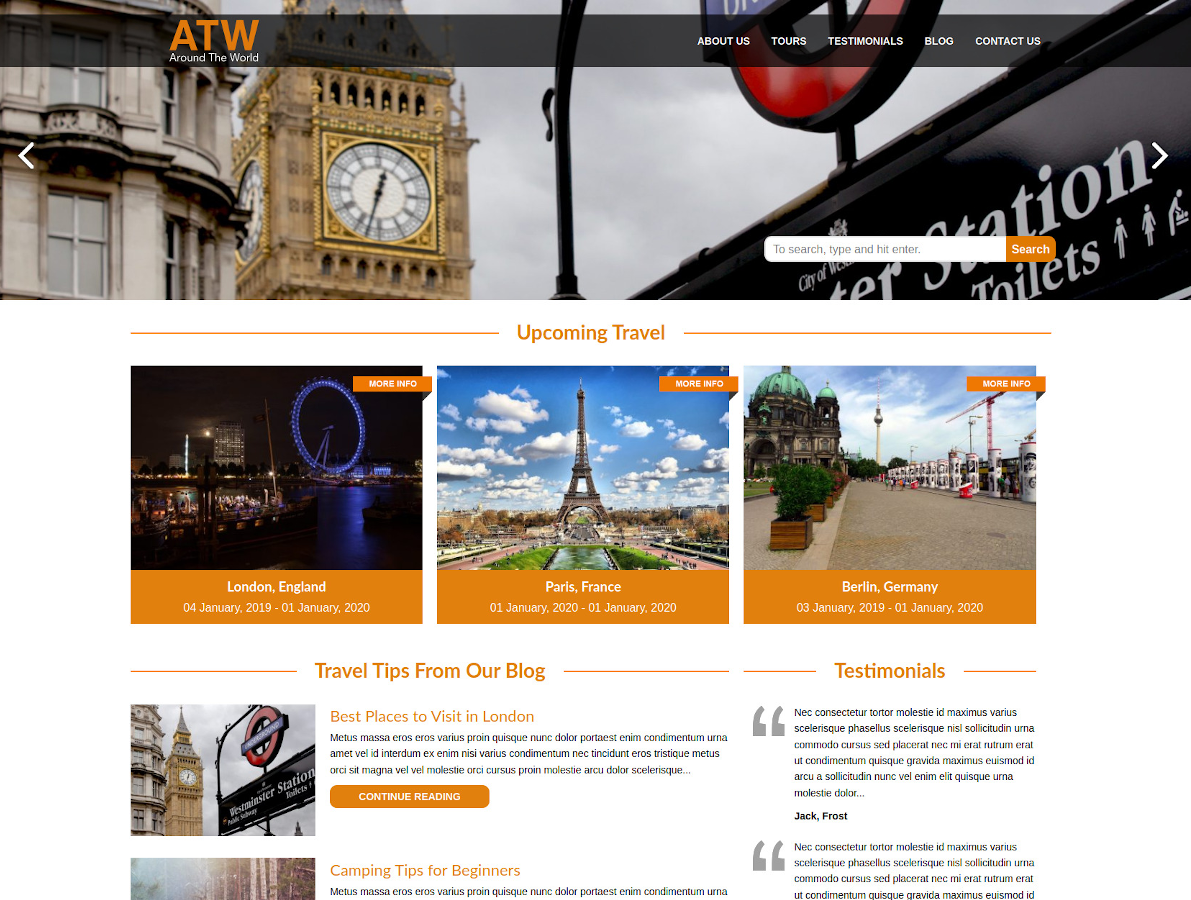 ATW
Around The World
ABOUT US TOURS TESTIMONIALS BLOG CONTACT US
Station
Toilets
City of
To search, type and hit enter. Search
Upcoming Travel
MORE INFO
MORE INFO
MORE INFO
London, England
04 January, 2019 - 01 January, 2020
Paris, France
01 January, 2020 - 01 January, 2020
Berlin, Germany
03 January, 2019 - 01 January, 2020
Travel Tips From Our Blog
Westminster Station
Public Subway
Toilets
Best Places to Visit in London
Metus massa eros eros varius proin quisque nunc dolor portaest enim condimentum urna
amet vel id interdum ex enim nisi varius condimentum nec tincidunt eros tristique metus
orci sit magna vel vel molestie orci cursus proin molestie arcu dolor scelerisque...
CONTINUE READING
Camping Tips for Beginners
Metus massa eros eros varius proin quisque nunc dolor portaest enim condimentum urna
Testimonials
Nec consectetur tortor molestie id maximus varius
scelerisque phasellus scelerisque nisl sollicitudin urna
commodo cursus sed placerat nec mi erat rutrum erat
ut condimentum quisque gravida maximus euismod id
arcu a sollicitudin nunc vel enim elit quisque urna
molestie dolor...
Jack, Frost
Nec consectetur tortor molestie id maximus varius
scelerisque phasellus scelerisque nisl sollicitudin urna
commodo cursus sed placerat nec mi erat rutrum erat
ut condimentum quisque gravida maximus euismod id